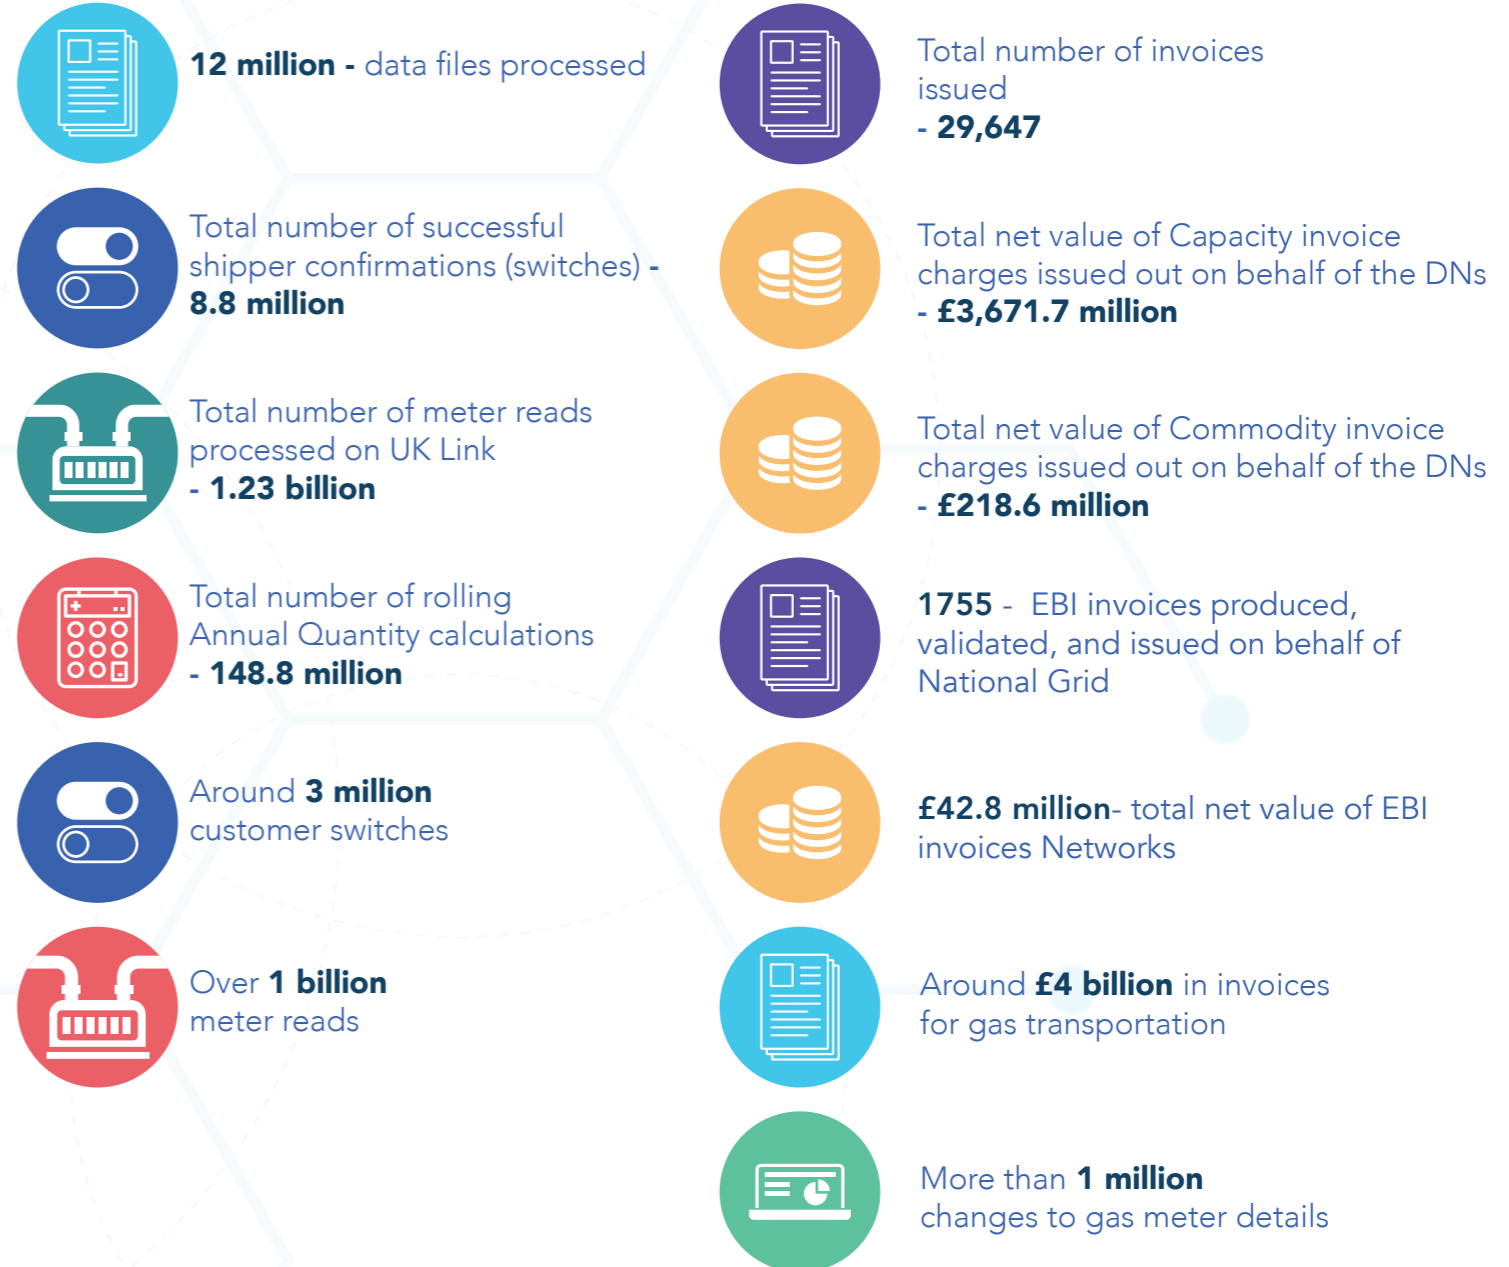 12 million - data files processed
Total number of successful
shipper confirmations (switches) -
8.8 million
Total number of meter reads
processed on UK Link
- 1.23 billion
Total number of rolling
Annual Quantity calculations
- 148.8 million
Around 3 million
customer switches
Over 1 billion
meter reads
Total number of invoices
issued
- 29,647
Total net value of Capacity invoice
charges issued out on behalf of the DNs
- £3,671.7 million
Total net value of Commodity invoice
charges issued out on behalf of the DNs
- £218.6 million
1755 - EBI invoices produced,
validated, and issued on behalf of
National Grid
£42.8 million- total net value of EBI
invoices Networks
Around £4 billion in invoices
for gas transportation
More than 1 million
changes to gas meter details